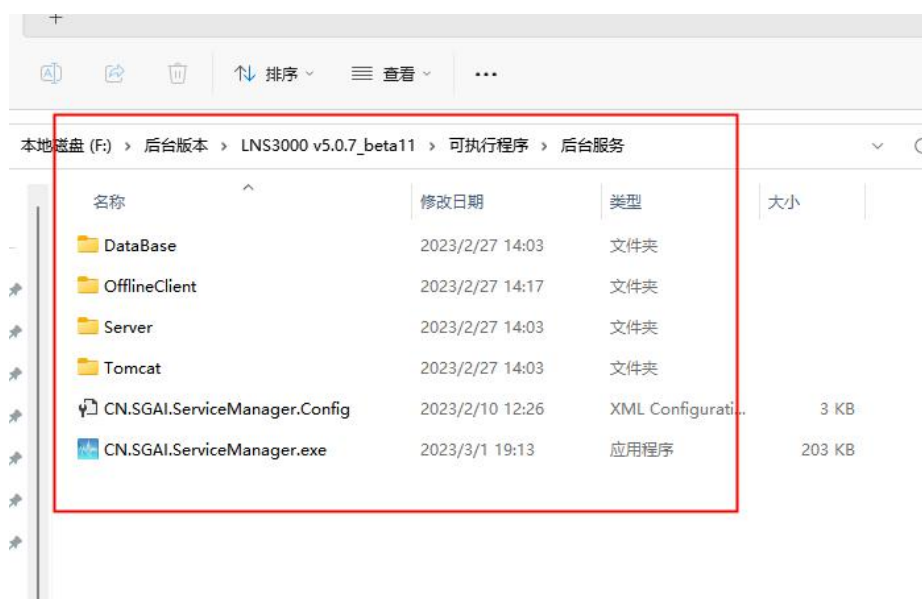 排序 查看 ...
本地磁盘 (F:) > 后台版本 > LNS3000 v5.0.7_beta11 > 可执行程序 > 后台服务
名称 修改日期 类型 大小
DataBase 2023/2/27 14:03 文件夹
OfflineClient 2023/2/27 14:17 文件夹
Server 2023/2/27 14:03 文件夹
Tomcat 2023/2/27 14:03 文件夹
CN.SGAI.ServiceManager.Config 2023/2/10 12:26 XML Configurati... 3 KB
CN.SGAI.ServiceManager.exe 2023/3/1 19:13 应用程序 203 KB